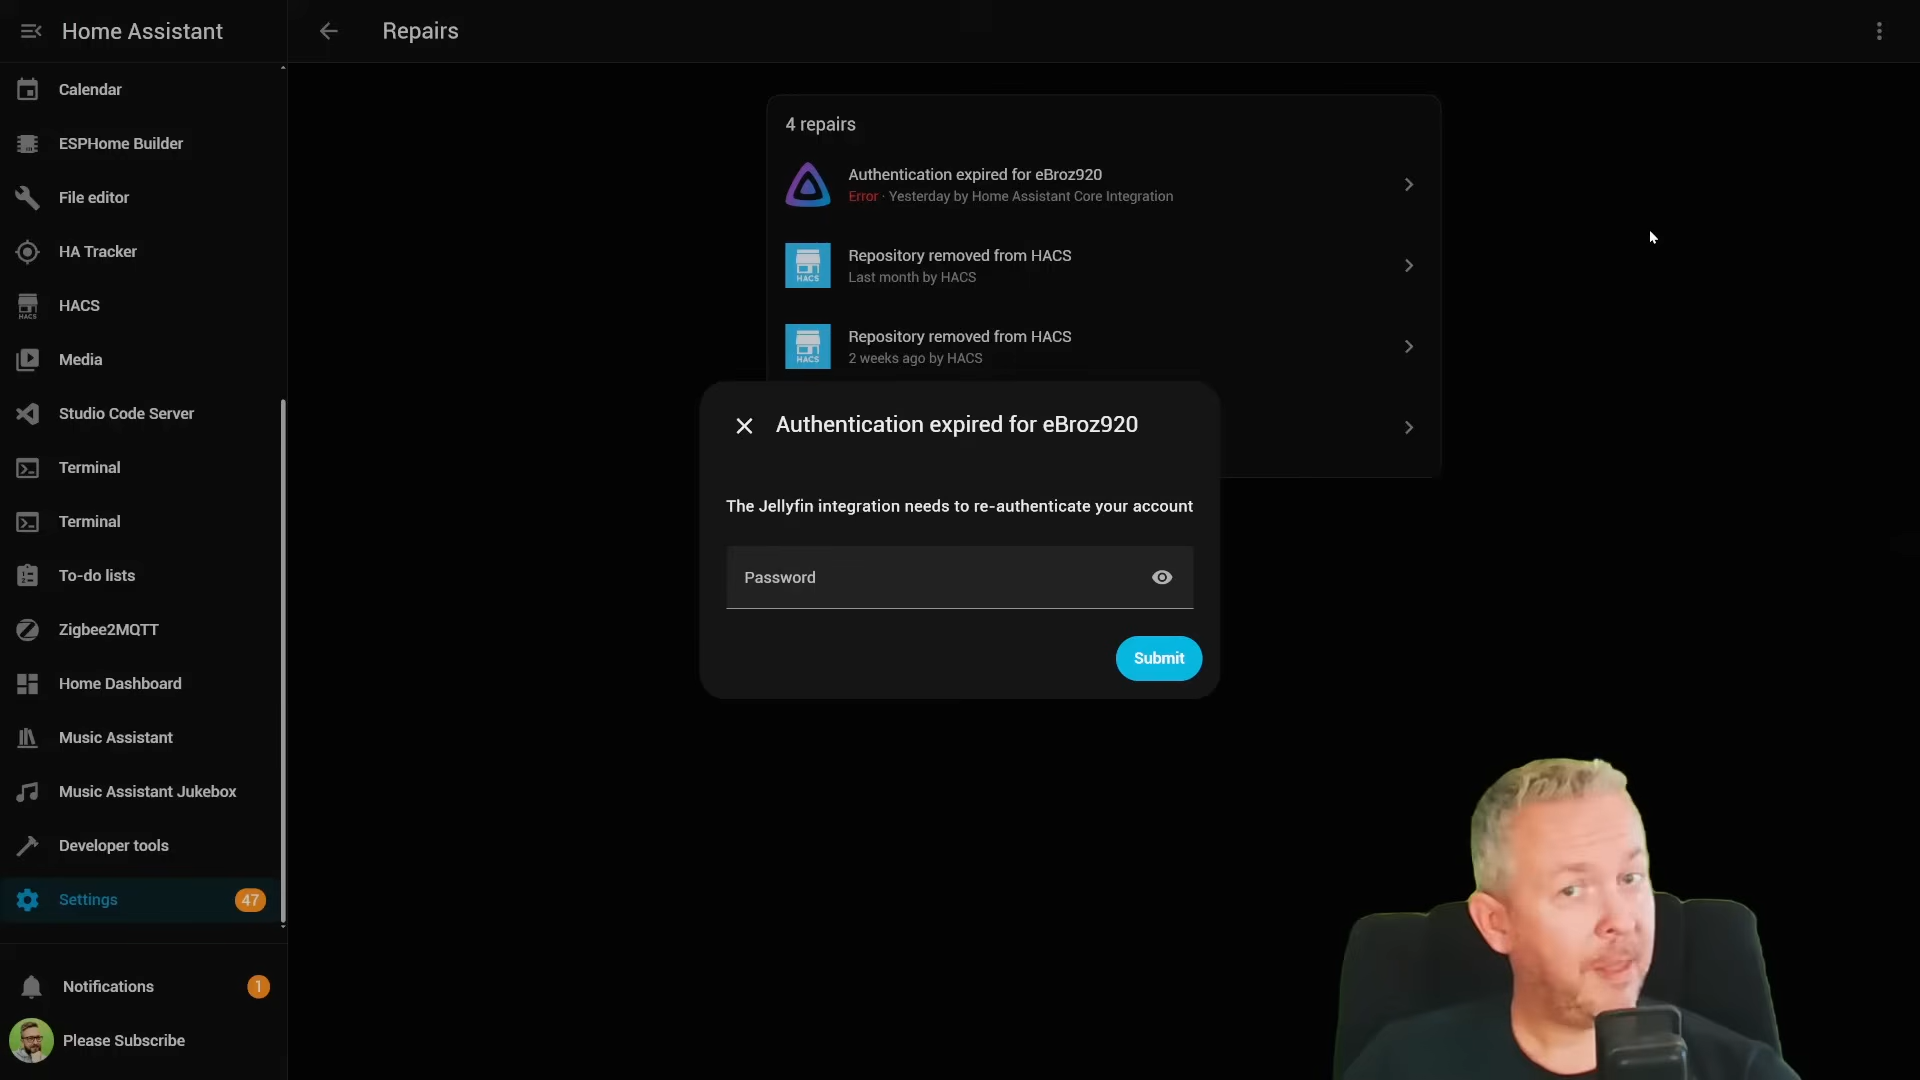 Home Assistant
Repairs
Calendar
ESPHome Builder
File editor
HA Tracker
HACS
HACS
Media
Studio Code Server
Terminal
Terminal
To-do lists
Zigbee2MQTT
Home Dashboard
Music Assistant
Music Assistant Jukebox
Developer tools
Settings
47
Notifications
1
Please Subscribe
4 repairs
Authentication expired for eBroz920
Error · Yesterday by Home Assistant Core Integration
HACS
Repository removed from HACS
Last month by HACS
HACS
Repository removed from HACS
2 weeks ago by HACS
Authentication expired for eBroz920
The Jellyfin integration needs to re-authenticate your account
Password
Submit